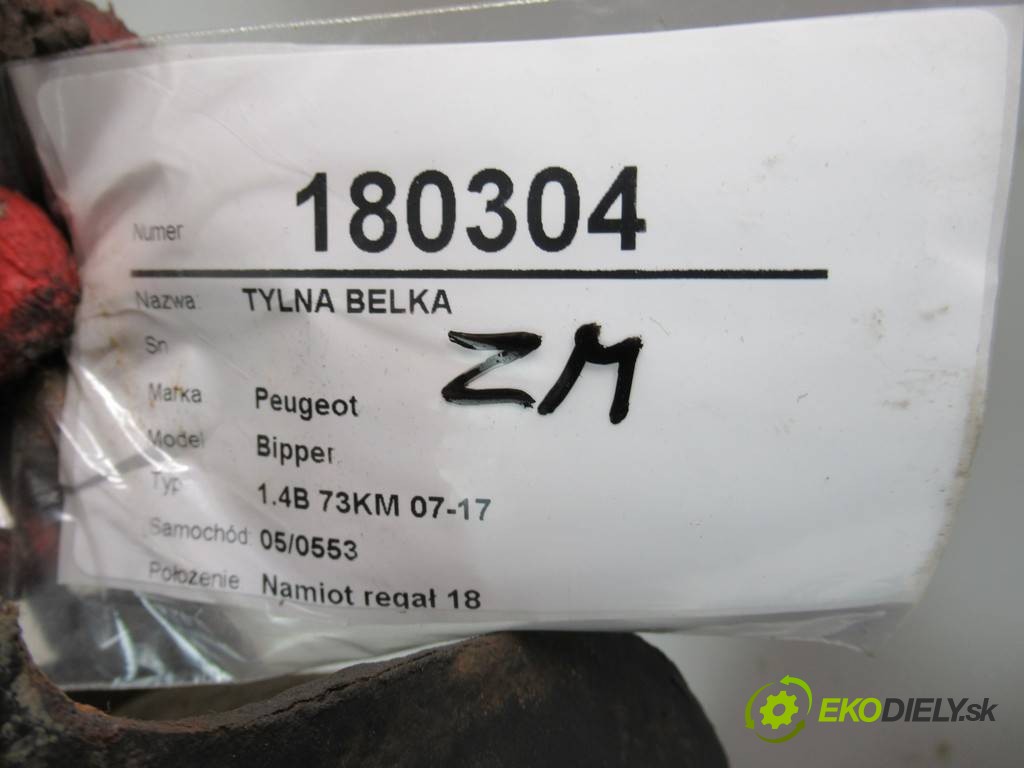 Numer 180304
Nazwa: TYLNA BELKA
ZM
Sn
Marka Peugeot
Model Bipper
Typ 1.4B 73KM 07-17
Samochód 05/0553
Położenie Namiot regał 18
EKODIELY.sk